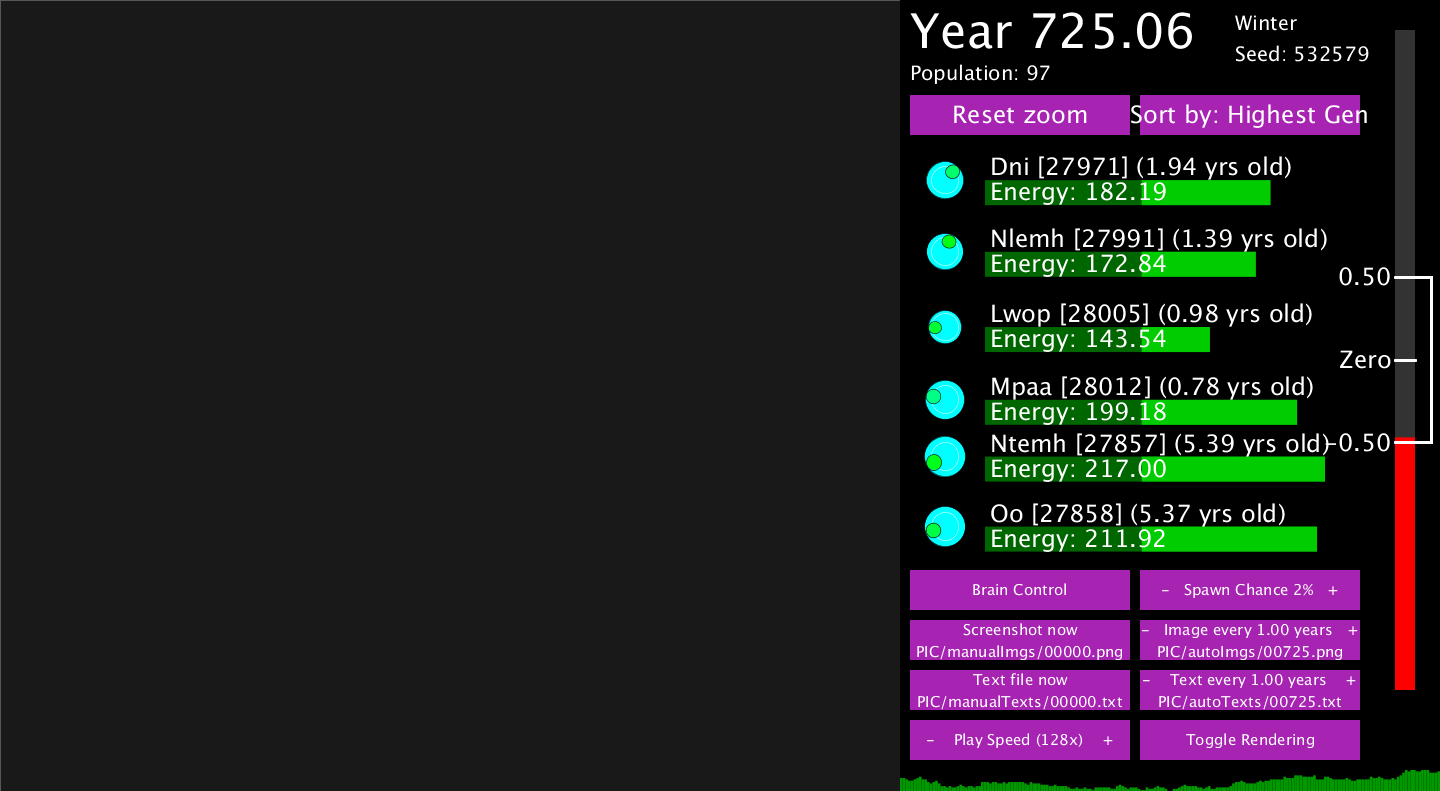 Year 725.06
Winter
Seed: 532579
Population: 97
Reset zoom
Sort by: Highest Gen
Dni [27971] (1.94 yrs old)
Energy: 182.19
Nlemh [27991] (1.39 yrs old)
Energy: 172.84
0.50
Lwop [28005] (0.98 yrs old)
Energy: 143.54
Zero
Mpaa [28012] (0.78 yrs old)
Energy: 199.18
Ntemh [27857] (5.39 yrs old)
-0.50
Energy: 217.00
Oo [27858] (5.37 yrs old)
Energy: 211.92
Brain Control
- Spawn Chance 2% +
Screenshot now
PIC/manualImgs/00000.png
- Image every 1.00 years +
PIC/autoImgs/00725.png
Text file now
PIC/manualTexts/00000.txt
- Text every 1.00 years +
PIC/autoTexts/00725.txt
- Play Speed (128x) +
Toggle Rendering